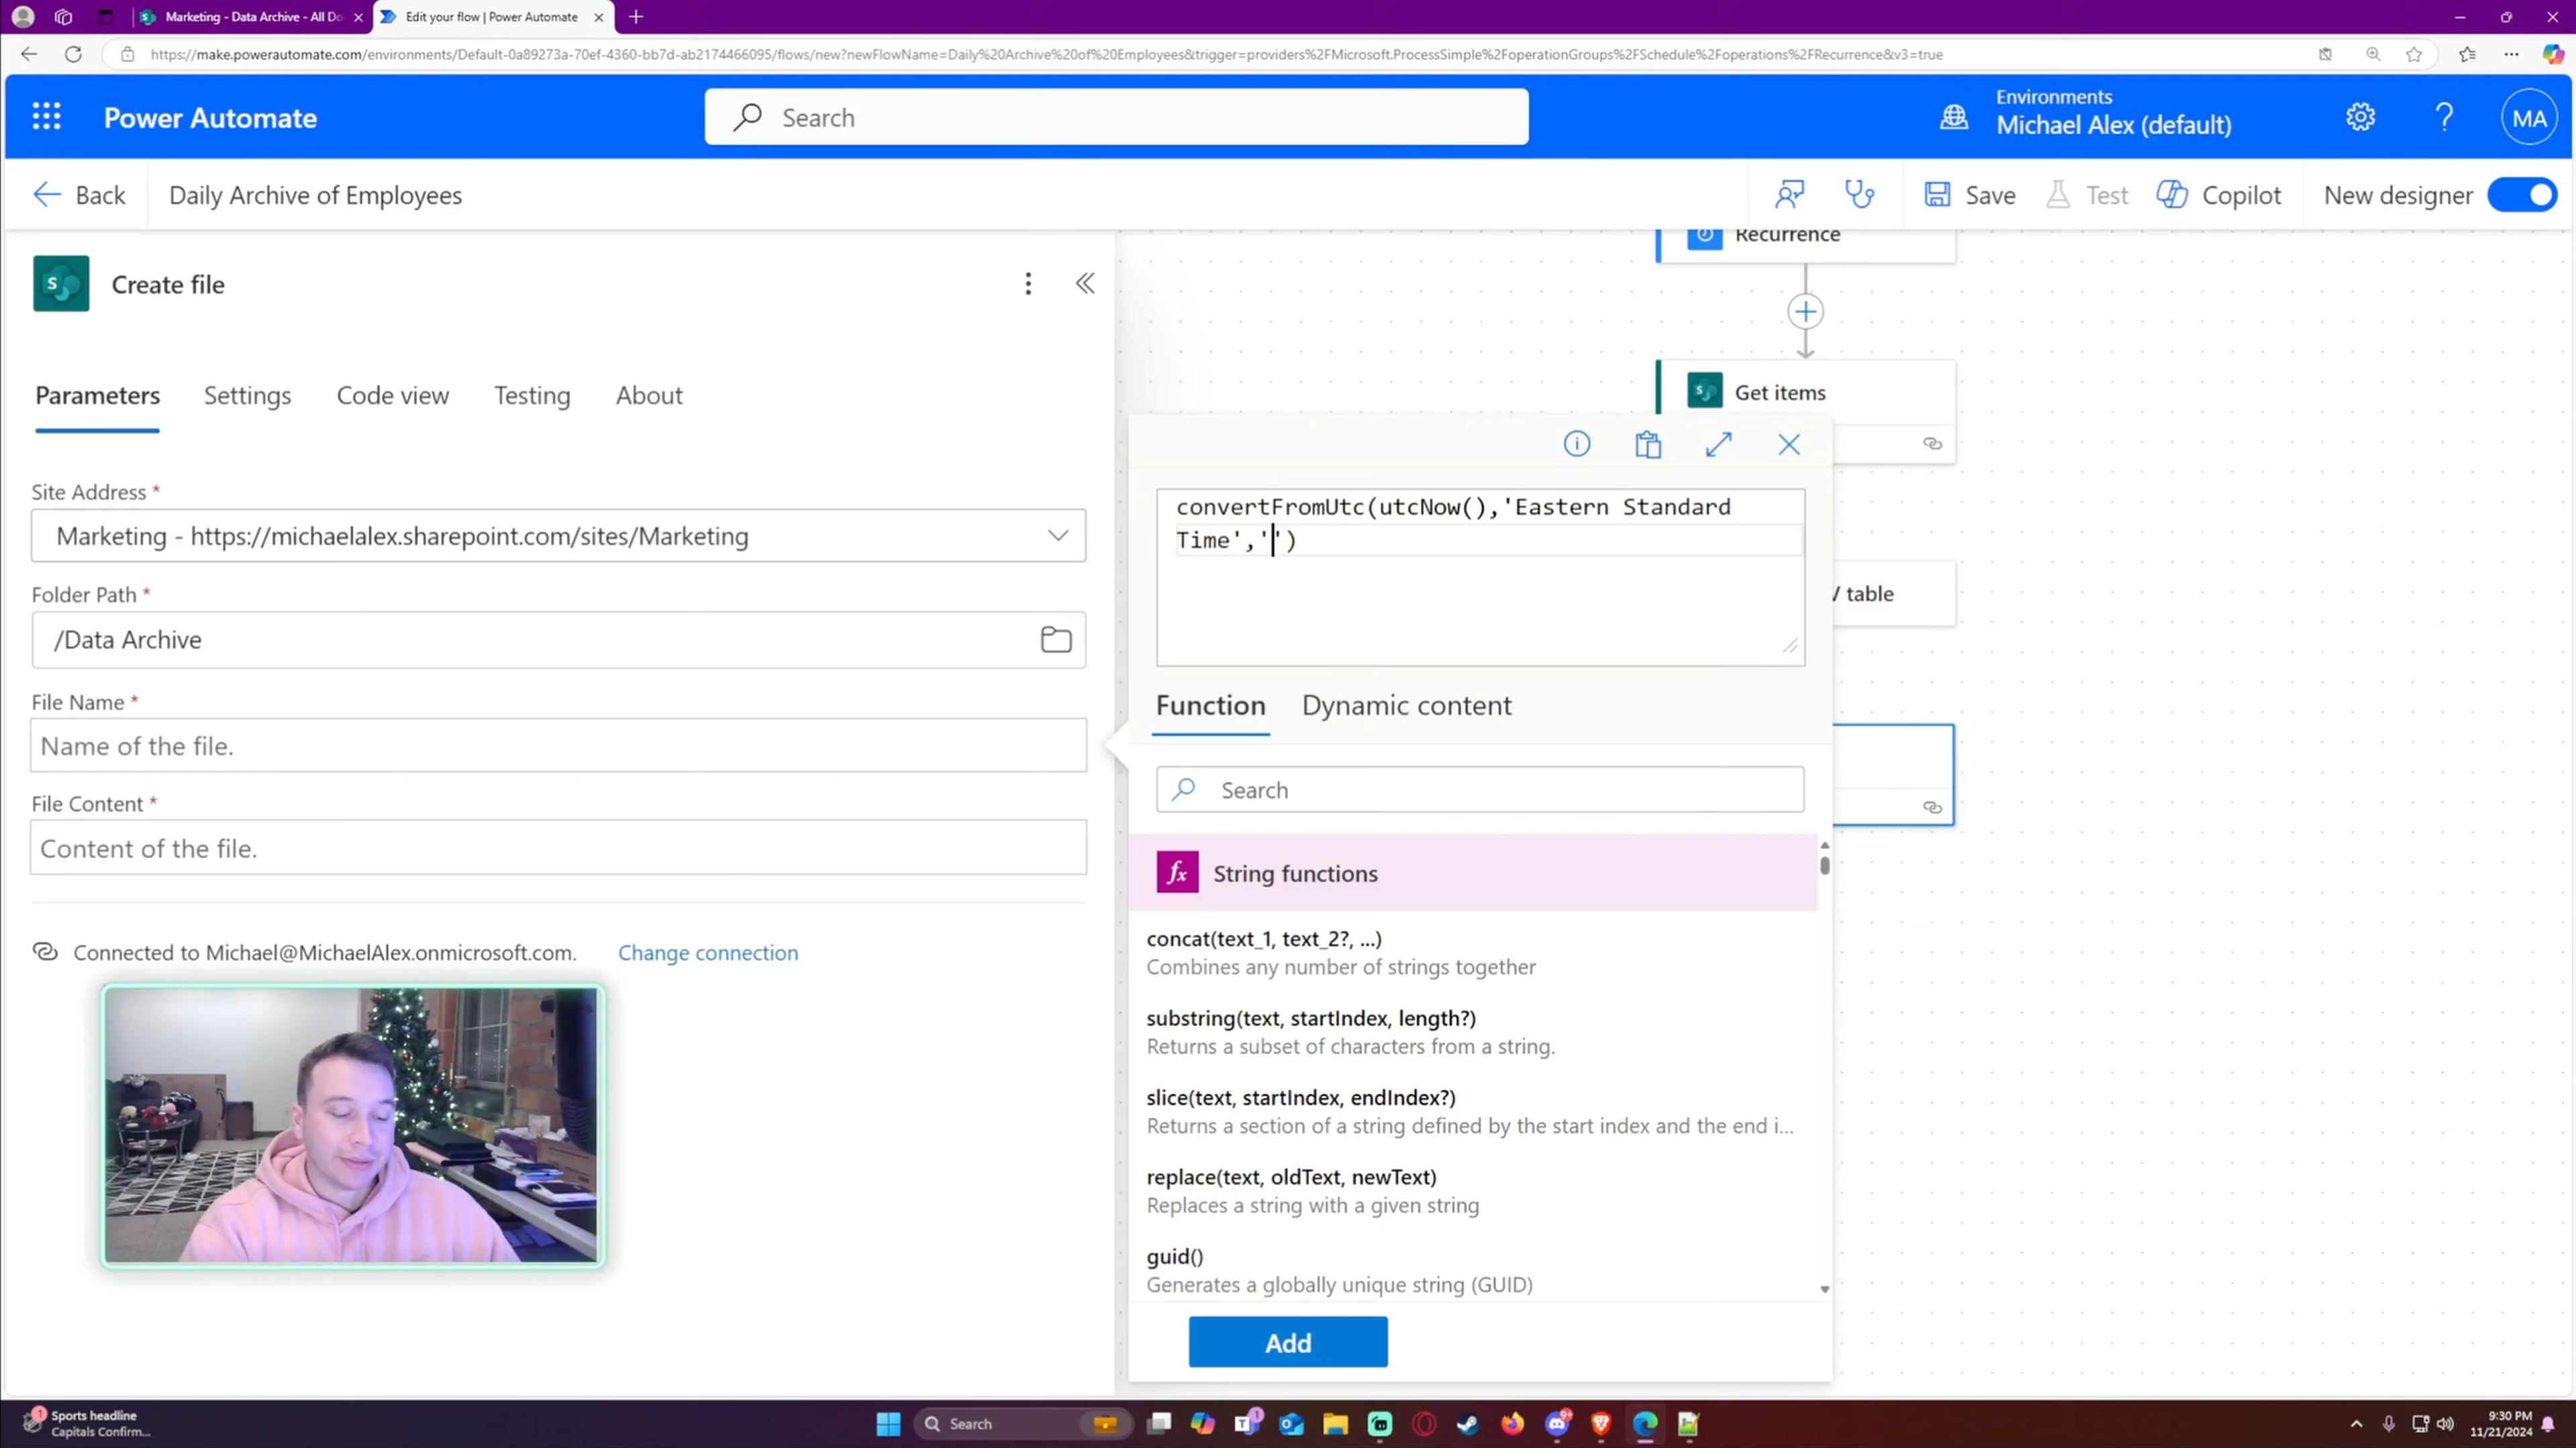 Marketing - Data Archive - All Do
Edit your flow | Power Automate
https://make.powerautomate.com/environments/Default-0a89273a-70ef-4360-bb7d-ab2174466095/flows/new?newFlowName=Daily%20Archive%20of%20Employees&trigger=providers%2FMicrosoft.ProcessSimple%2FoperationGroups%2FSchedule%2Foperations%2FRecurrence&v3=true
Power Automate
Search
Environments
Michael Alex (default)
MA
Back
Daily Archive of Employees
Save
Test
Copilot
New designer
Create file
Parameters
Settings
Code view
Testing
About
Site Address *
Marketing - https://michaelalex.sharepoint.com/sites/Marketing
Folder Path *
/Data Archive
File Name *
Name of the file.
File Content *
Content of the file.
Connected to Michael@MichaelAlex.onmicrosoft.com.
Change connection
Recurrence
Get items
V table
convertFromUtc(utcNow(),'Eastern Standard
Time','')
Function
Dynamic content
Search
fx
String functions
concat(text_1, text_2?, ...)
Combines any number of strings together
substring(text, startIndex, length?)
Returns a subset of characters from a string.
slice(text, startIndex, endIndex?)
Returns a section of a string defined by the start index and the end i...
replace(text, oldText, newText)
Replaces a string with a given string
guid()
Generates a globally unique string (GUID)
Add
1
Sports headline
Capitals Confirm...
Search
1
9+
9:30 PM
11/21/2024